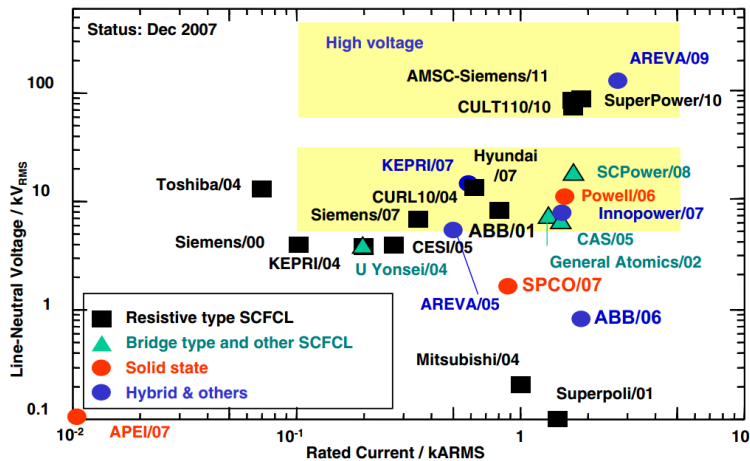 Status: Dec 2007
High voltage
AREVA/09
AMSC-Siemens/11
SuperPower/10
CULT110/10
100
Hyundai
/07
KEPRI/07
SCPower/08
Toshiba/04
CURL10/04
Powell/06
10
Siemens/07
Innopower/07
Siemens/00
ABB/01
CAS/05
CESI/05
KEPRI/04
U Yonsei/04
General Atomics/02
SPCO/07
AREVA/05
1
ABB/06
Resistive type SCFCL
Bridge type and other SCFCL
Solid state
Hybrid & others
Mitsubishi/04
Superpoli/01
0.1
APEI/07
10-2
10-1
1
10
Rated Current / kARMS
Line-Neutral Voltage / kVRMS